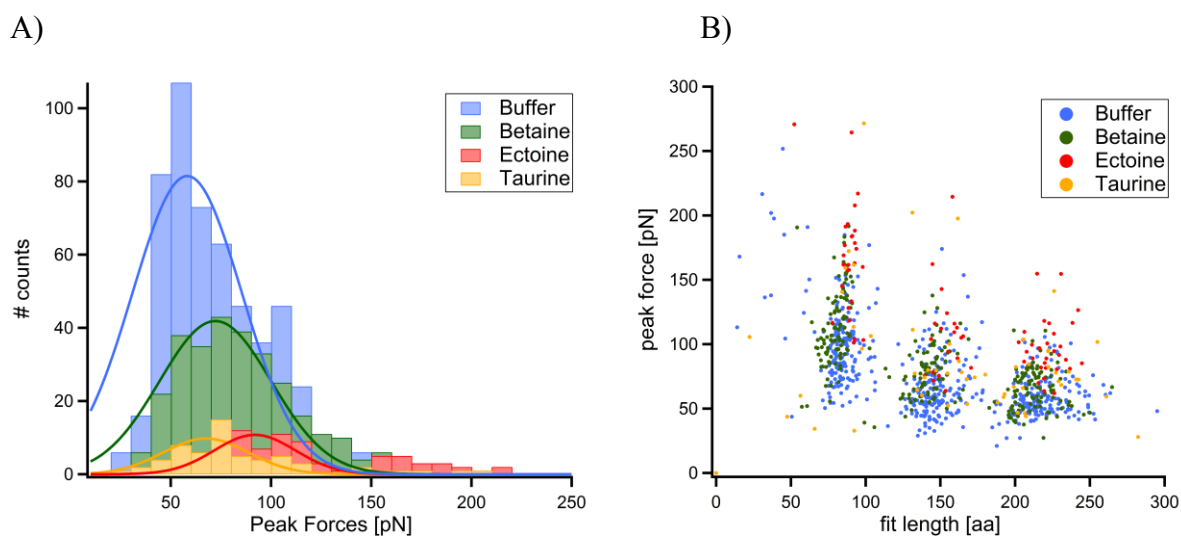 A)
B)
100
80
60
40
20
0
# counts
50
100
150
200
250
Peak Forces [pN]
Buffer
Betaine
Ectoine
Taurine
300
250
200
150
100
50
0
peak force [pN]
0
50
100
150
200
250
300
fit length [aa]
Buffer
Betaine
Ectoine
Taurine